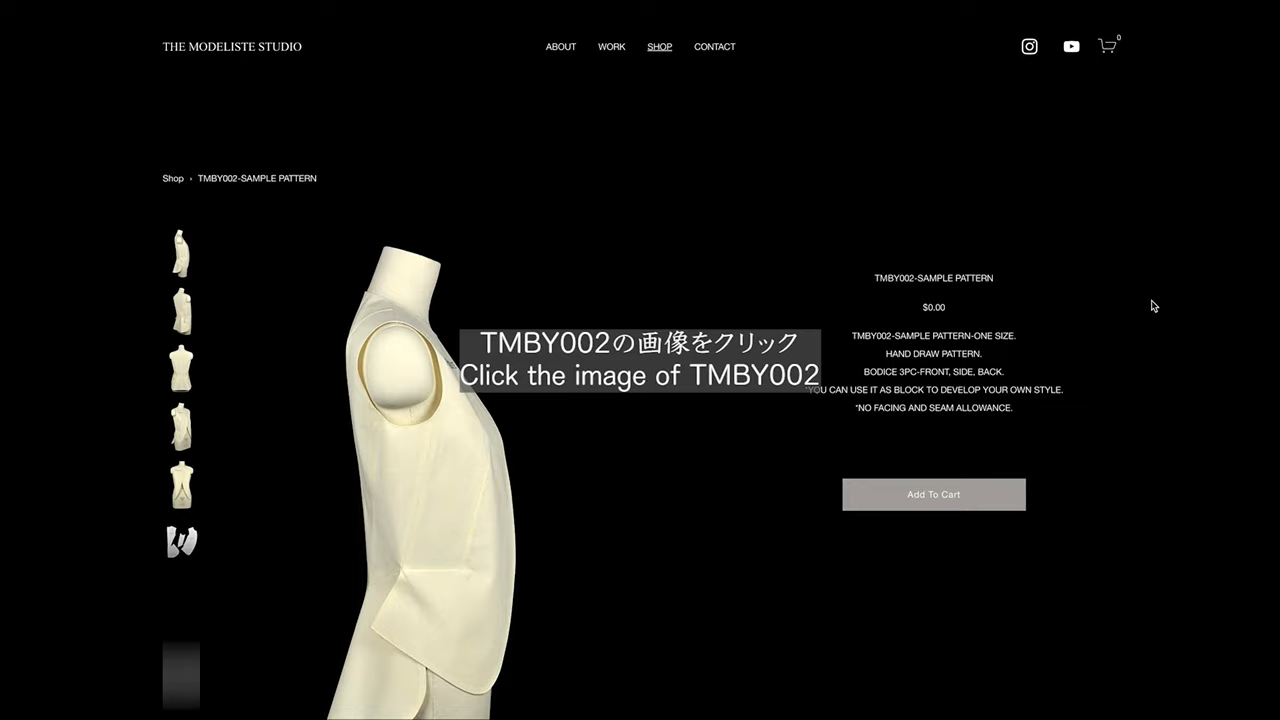 THE MODELISTE STUDIO
ABOUT WORK SHOP CONTACT
0
Shop › TMBY002-SAMPLE PATTERN
TMBY002-SAMPLE PATTERN
$0.00
TMBY002-SAMPLE PATTERN-ONE SIZE.
HAND DRAW PATTERN.
BODICE 3PC-FRONT, SIDE, BACK.
*YOU CAN USE IT AS BLOCK TO DEVELOP YOUR OWN STYLE.
*NO FACING AND SEAM ALLOWANCE.
Add To Cart
TMBY002の画像をクリック
Click the image of TMBY002